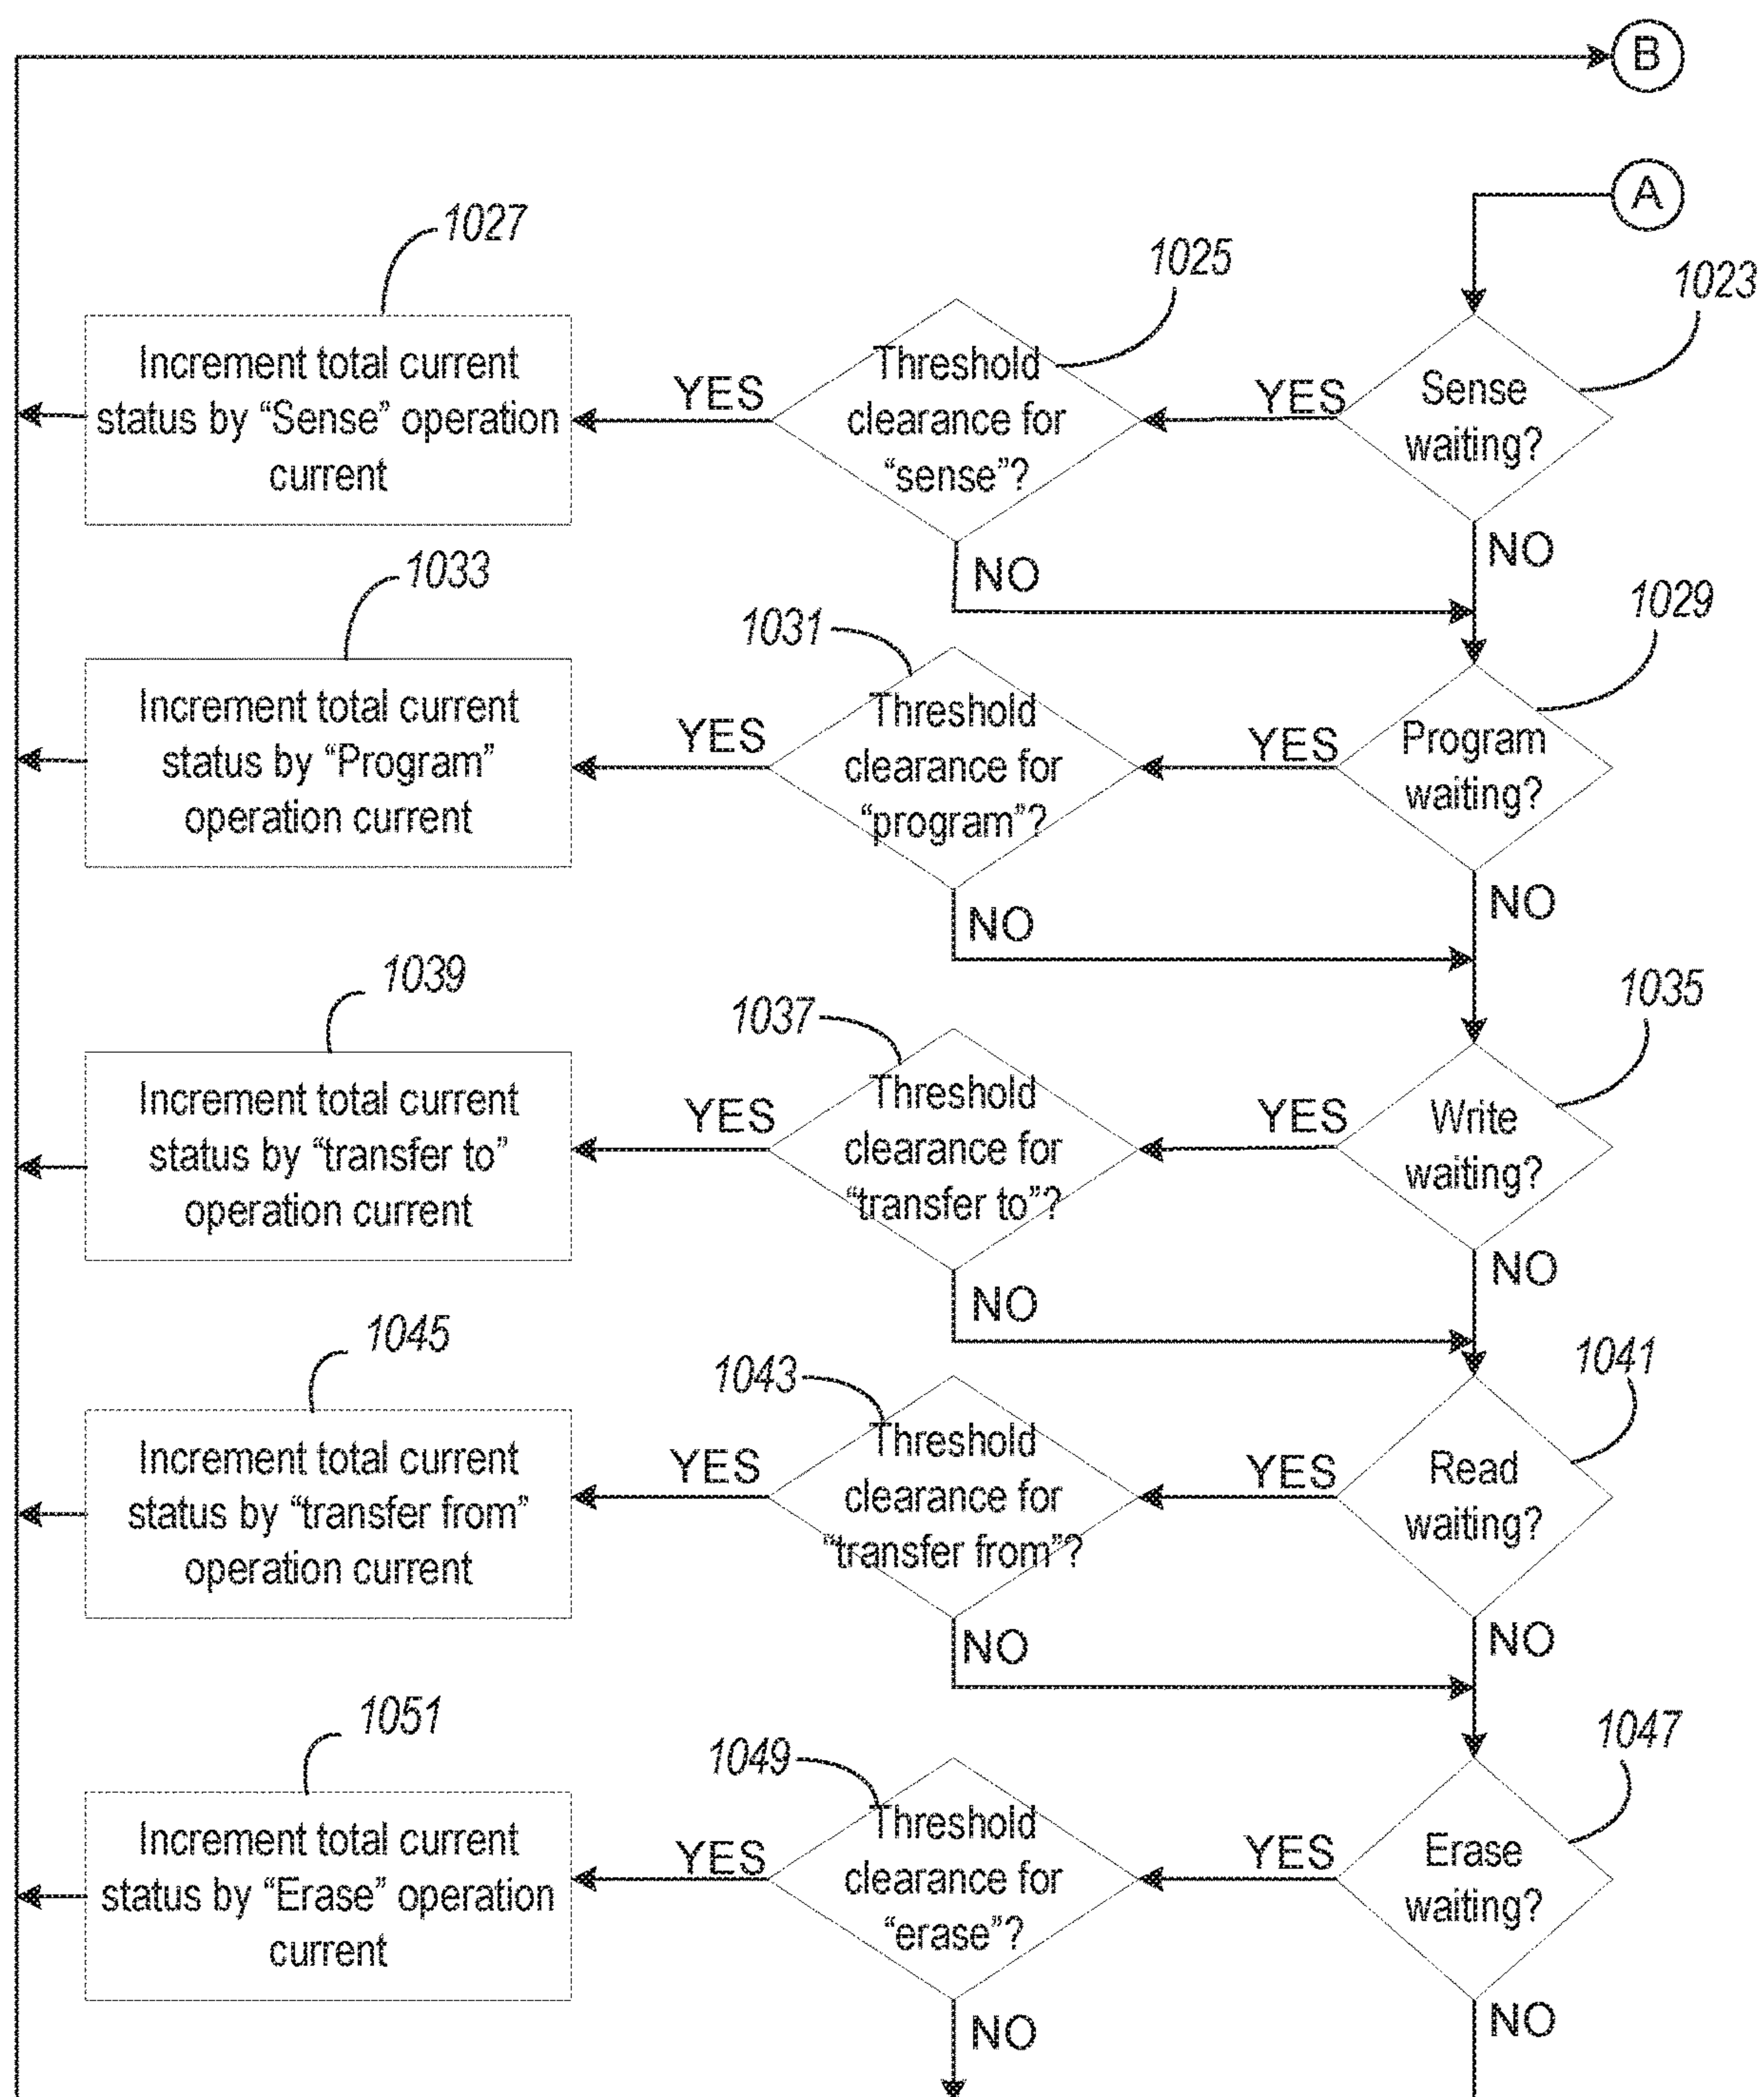 B
A
1027
1025
1023
Increment total current
status by “Sense” operation
current
YES
Threshold
clearance for
“sense”?
YES
Sense
waiting?
NO
NO
1033
1031
1029
Increment total current
status by “Program”
operation current
YES
Threshold
clearance for
“program”?
YES
Program
waiting?
NO
NO
1039
1037
1035
Increment total current
status by “transfer to”
operation current
YES
Threshold
clearance for
“transfer to”?
YES
Write
waiting?
NO
NO
1045
1043
1041
Increment total current
status by “transfer from”
operation current
YES
Threshold
clearance for
“transfer from”?
YES
Read
waiting?
NO
NO
1051
1049
1047
Increment total current
status by “Erase” operation
current
YES
Threshold
clearance for
“erase”?
YES
Erase
waiting?
NO
NO